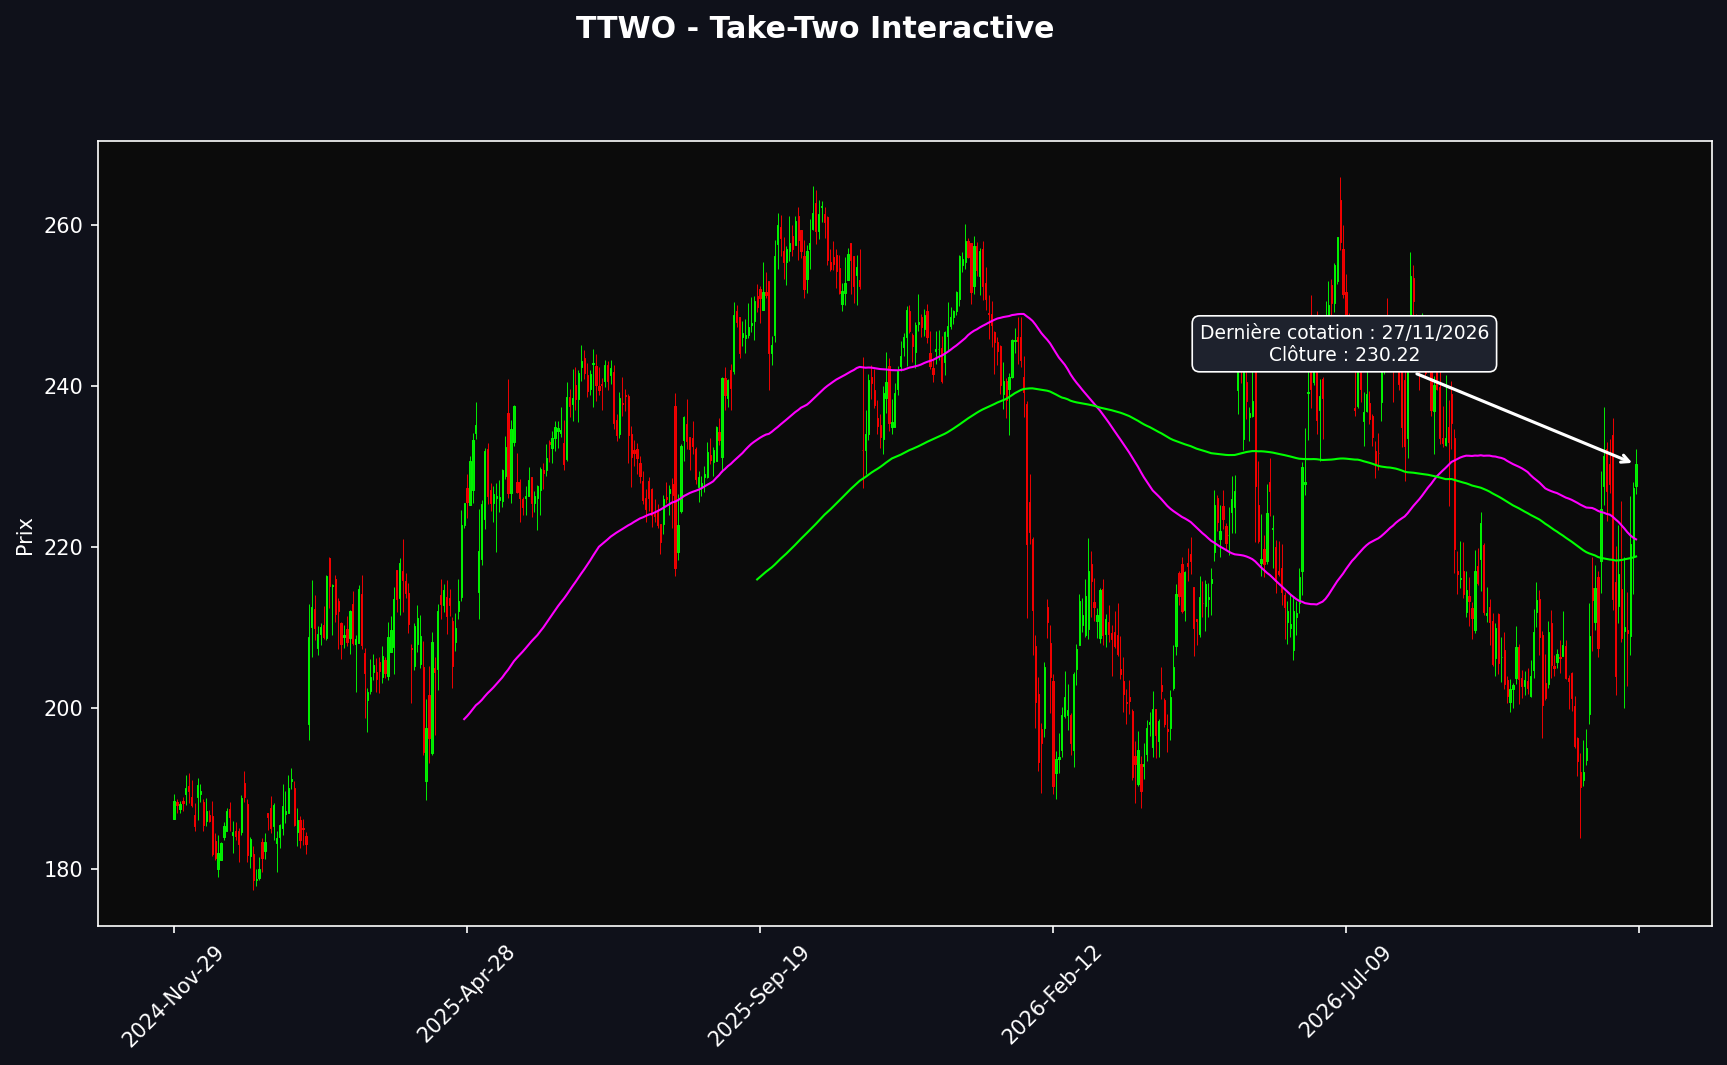 TTWO - Take-Two Interactive
Prix
260
240
220
200
180
Dernière cotation : 27/11/2026
Clôture : 230.22
2024-Nov-29
2025-Apr-28
2025-Sep-19
2026-Feb-12
2026-Jul-09